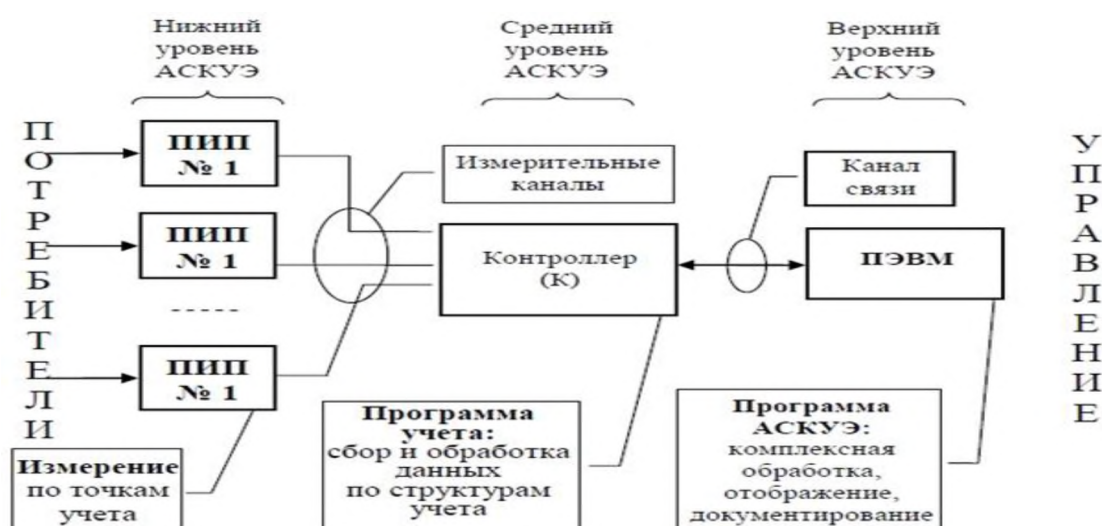 Нижний
уровень
АСКУЭ
Средний
уровень
АСКУЭ
Верхний
уровень
АСКУЭ
ПОТРЕБИТЕЛИ
ПИП
№ 1
ПИП
№ 1
-----
ПИП
№ 1
Измерительные
каналы
Контроллер
(К)
Канал
связи
ПЭВМ
УПРАВЛЕНИЕ
Измерение
по точкам
учета
Программа
учета:
сбор и обработка
данных
по структурам
учета
Программа
АСКУЭ:
комплексная
обработка,
отображение,
документирование